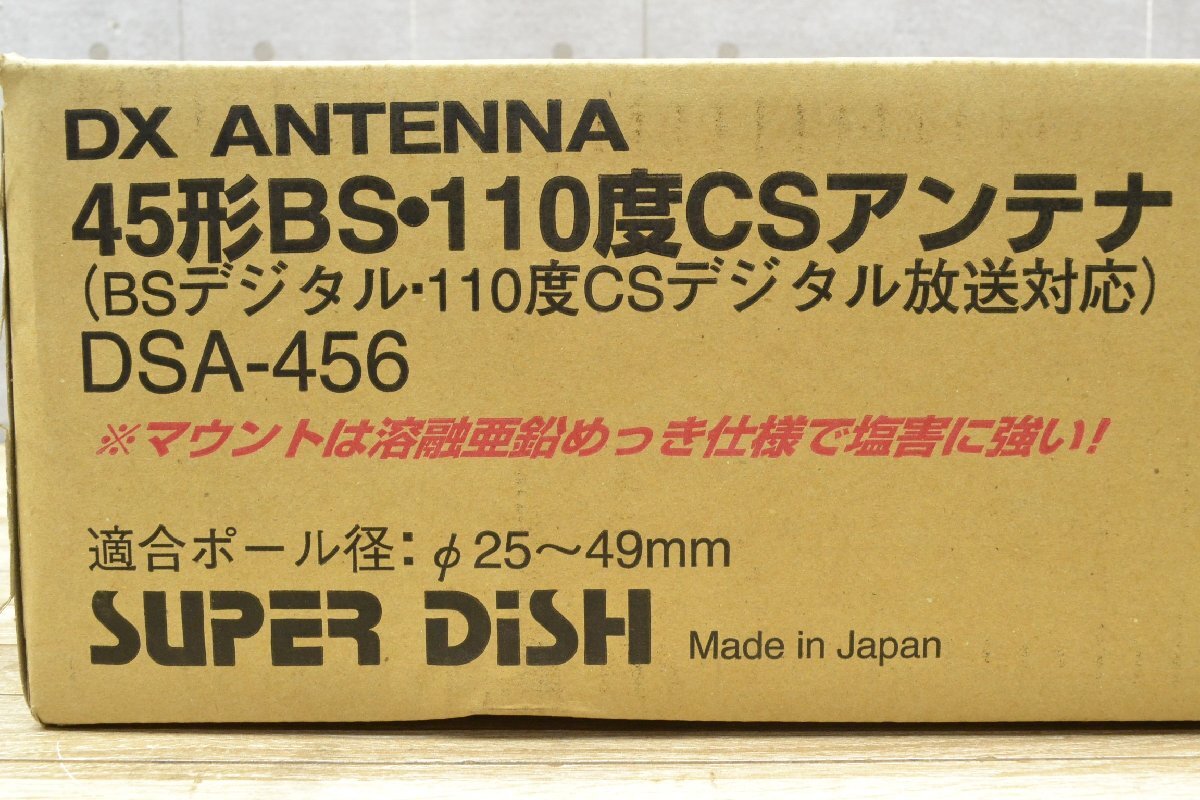 DX ANTENNA
45形BS・110度CSアンテナ
(BSデジタル・110度CSデジタル放送対応)
DSA-456
※マウントは溶融亜鉛めっき仕様で塩害に強い!
適合ポール径:φ25～49mm
SUPER DiSH Made in Japan